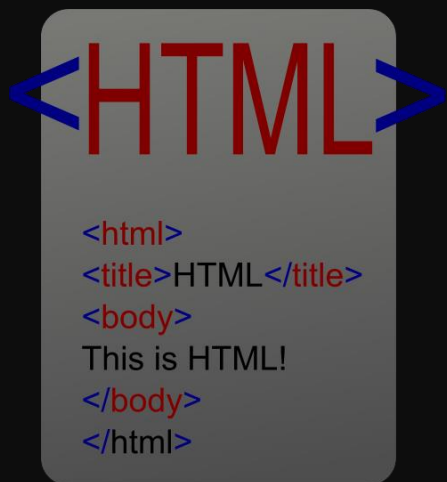 <HTML>
<html>
<title>HTML</title>
<body>
This is HTML!
</body>
</html>